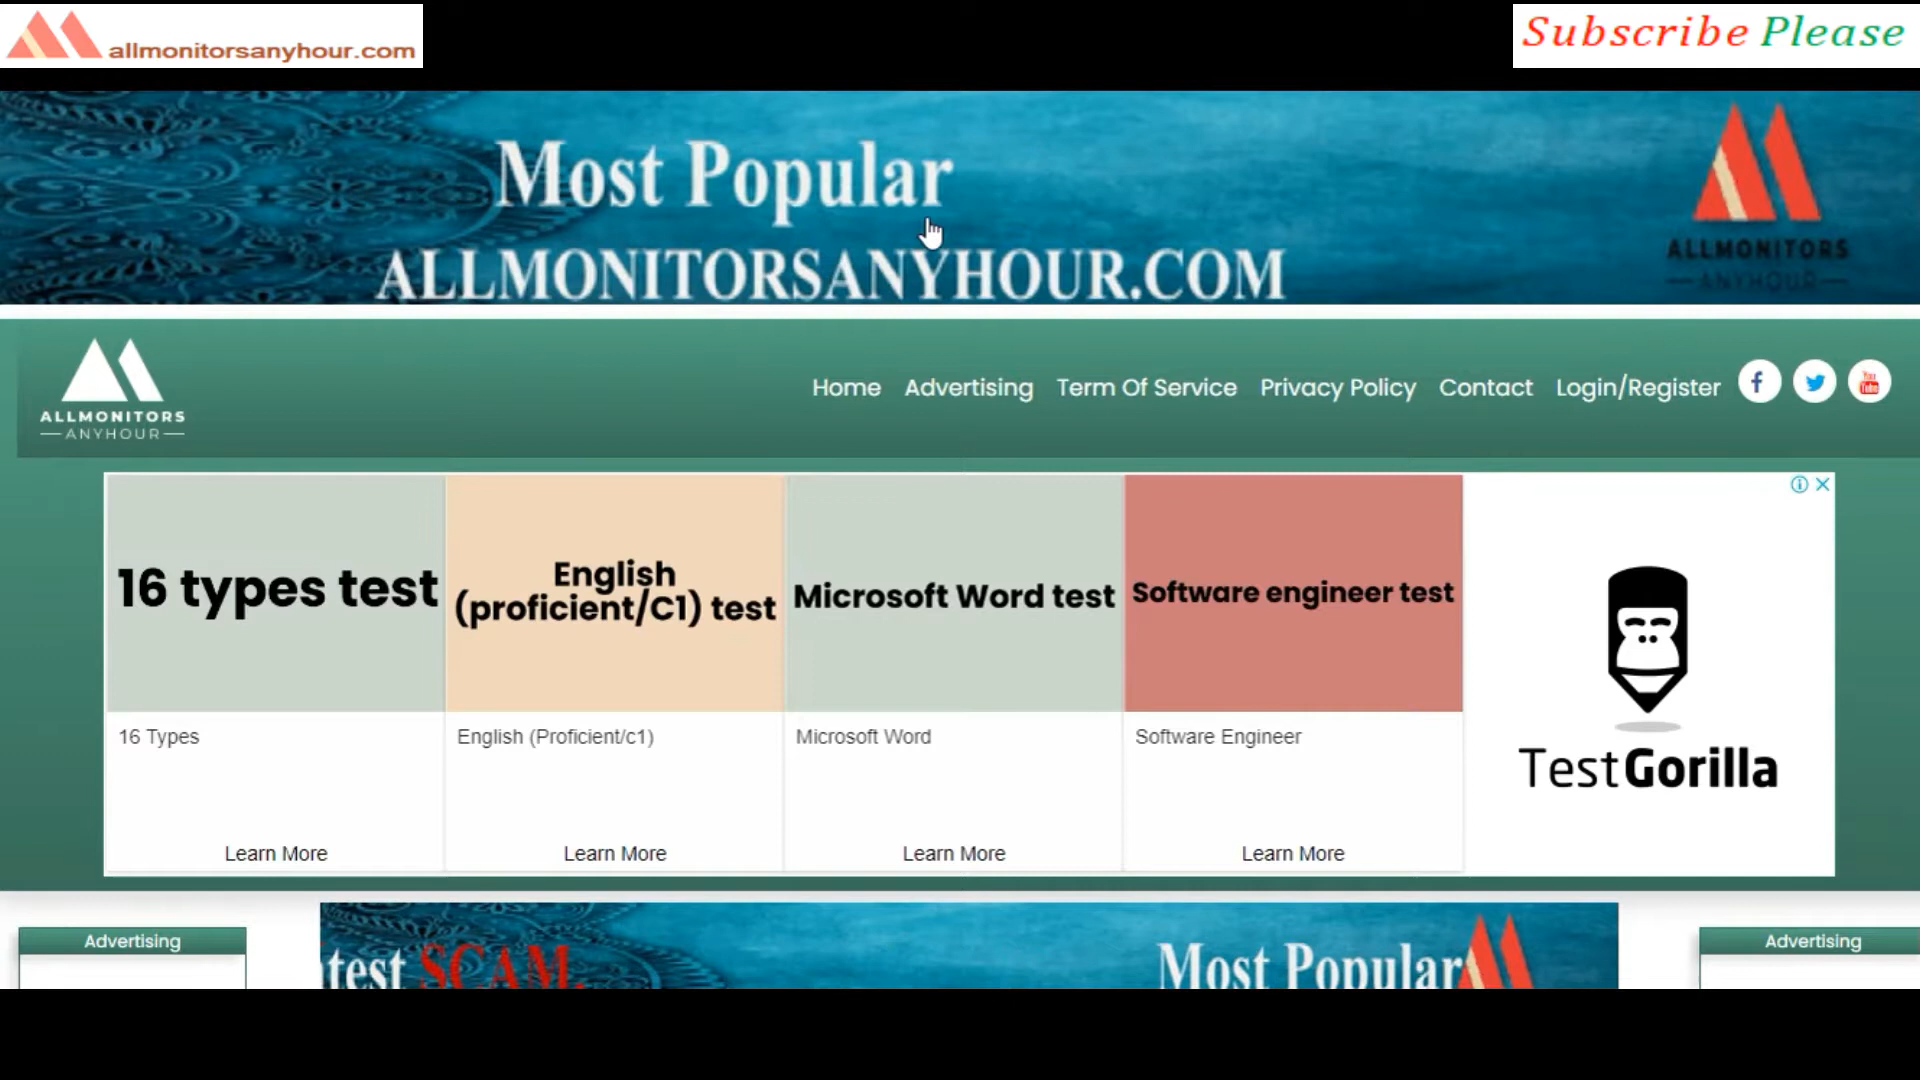 allmonitorsanyhour.com
Subscribe Please
Most Popular
ALLMONITORSANYHOUR.COM
ALLMONITORS
ANYHOUR
ALLMONITORS
ANYHOUR
Home Advertising Term Of Service Privacy Policy Contact Login/Register
You Tube
16 types test
English
(proficient/C1) test
Microsoft Word test
Software engineer test
16 Types
English (Proficient/c1)
Microsoft Word
Software Engineer
TestGorilla
Learn More
Learn More
Learn More
Learn More
Advertising
test SCAM.
Most Popular
Advertising